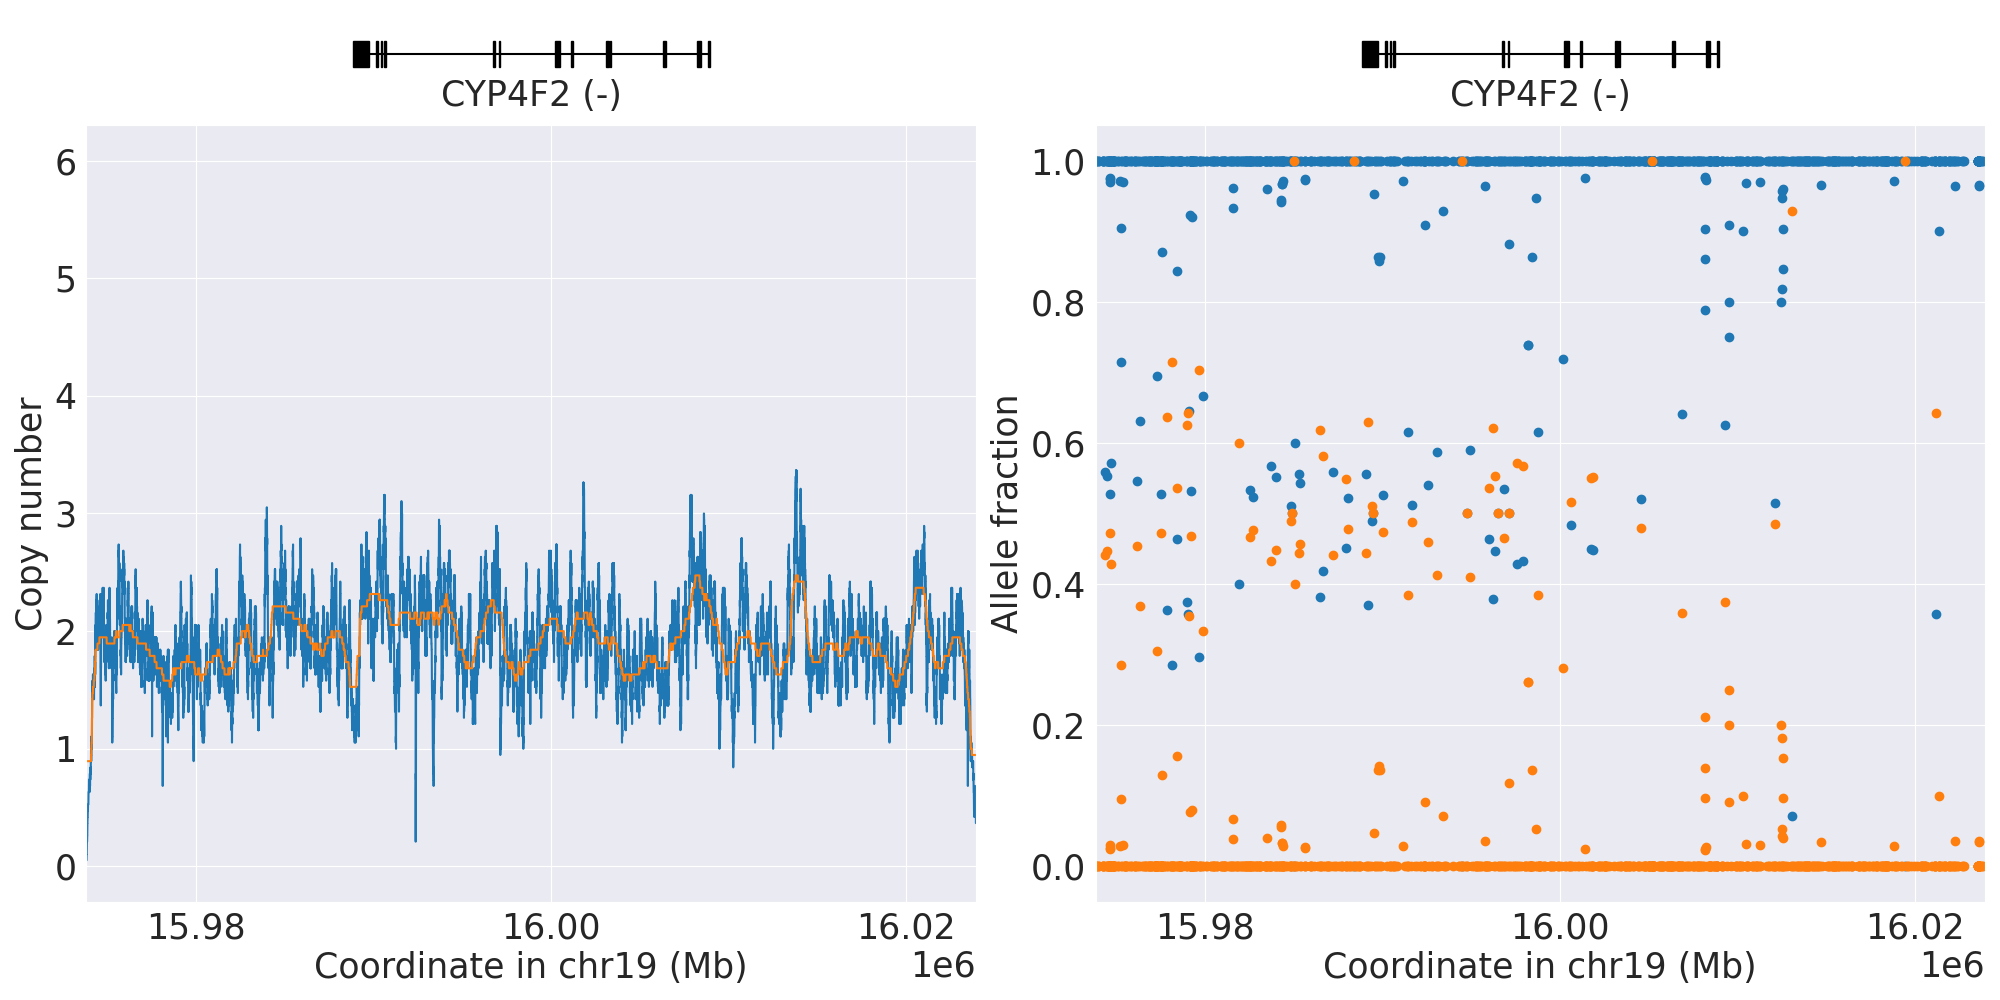 CYP4F2 (-)
6
5
4
3
2
1
0
Copy number
15.98
16.00
16.02
Coordinate in chr19 (Mb)
1e6
CYP4F2 (-)
1.0
0.8
0.6
0.4
0.2
0.0
Allele fraction
15.98
16.00
16.02
Coordinate in chr19 (Mb)
1e6